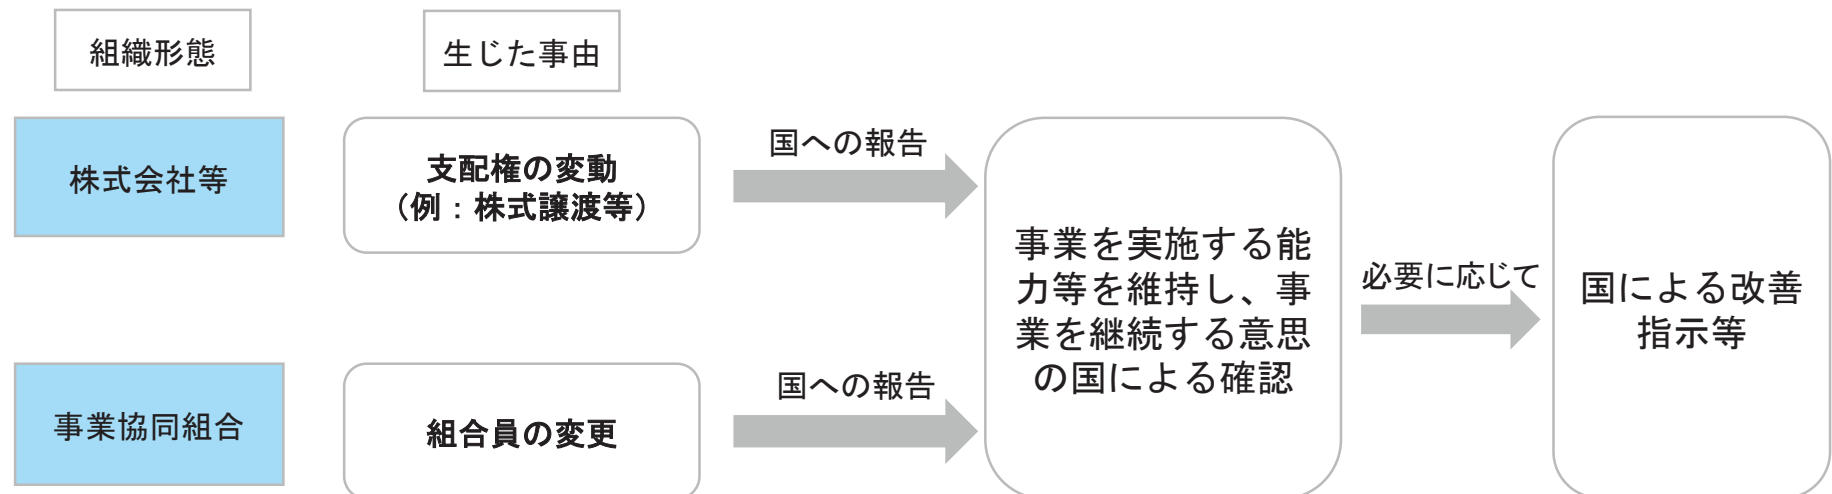 組織形態
生じた事由
株式会社等
支配権の変動
（例：株式譲渡等）
国への報告
事業協同組合
組合員の変更
国への報告
事業を実施する能
力等を維持し、事
業を継続する意思
の国による確認
必要に応じて
国による改善
指示等